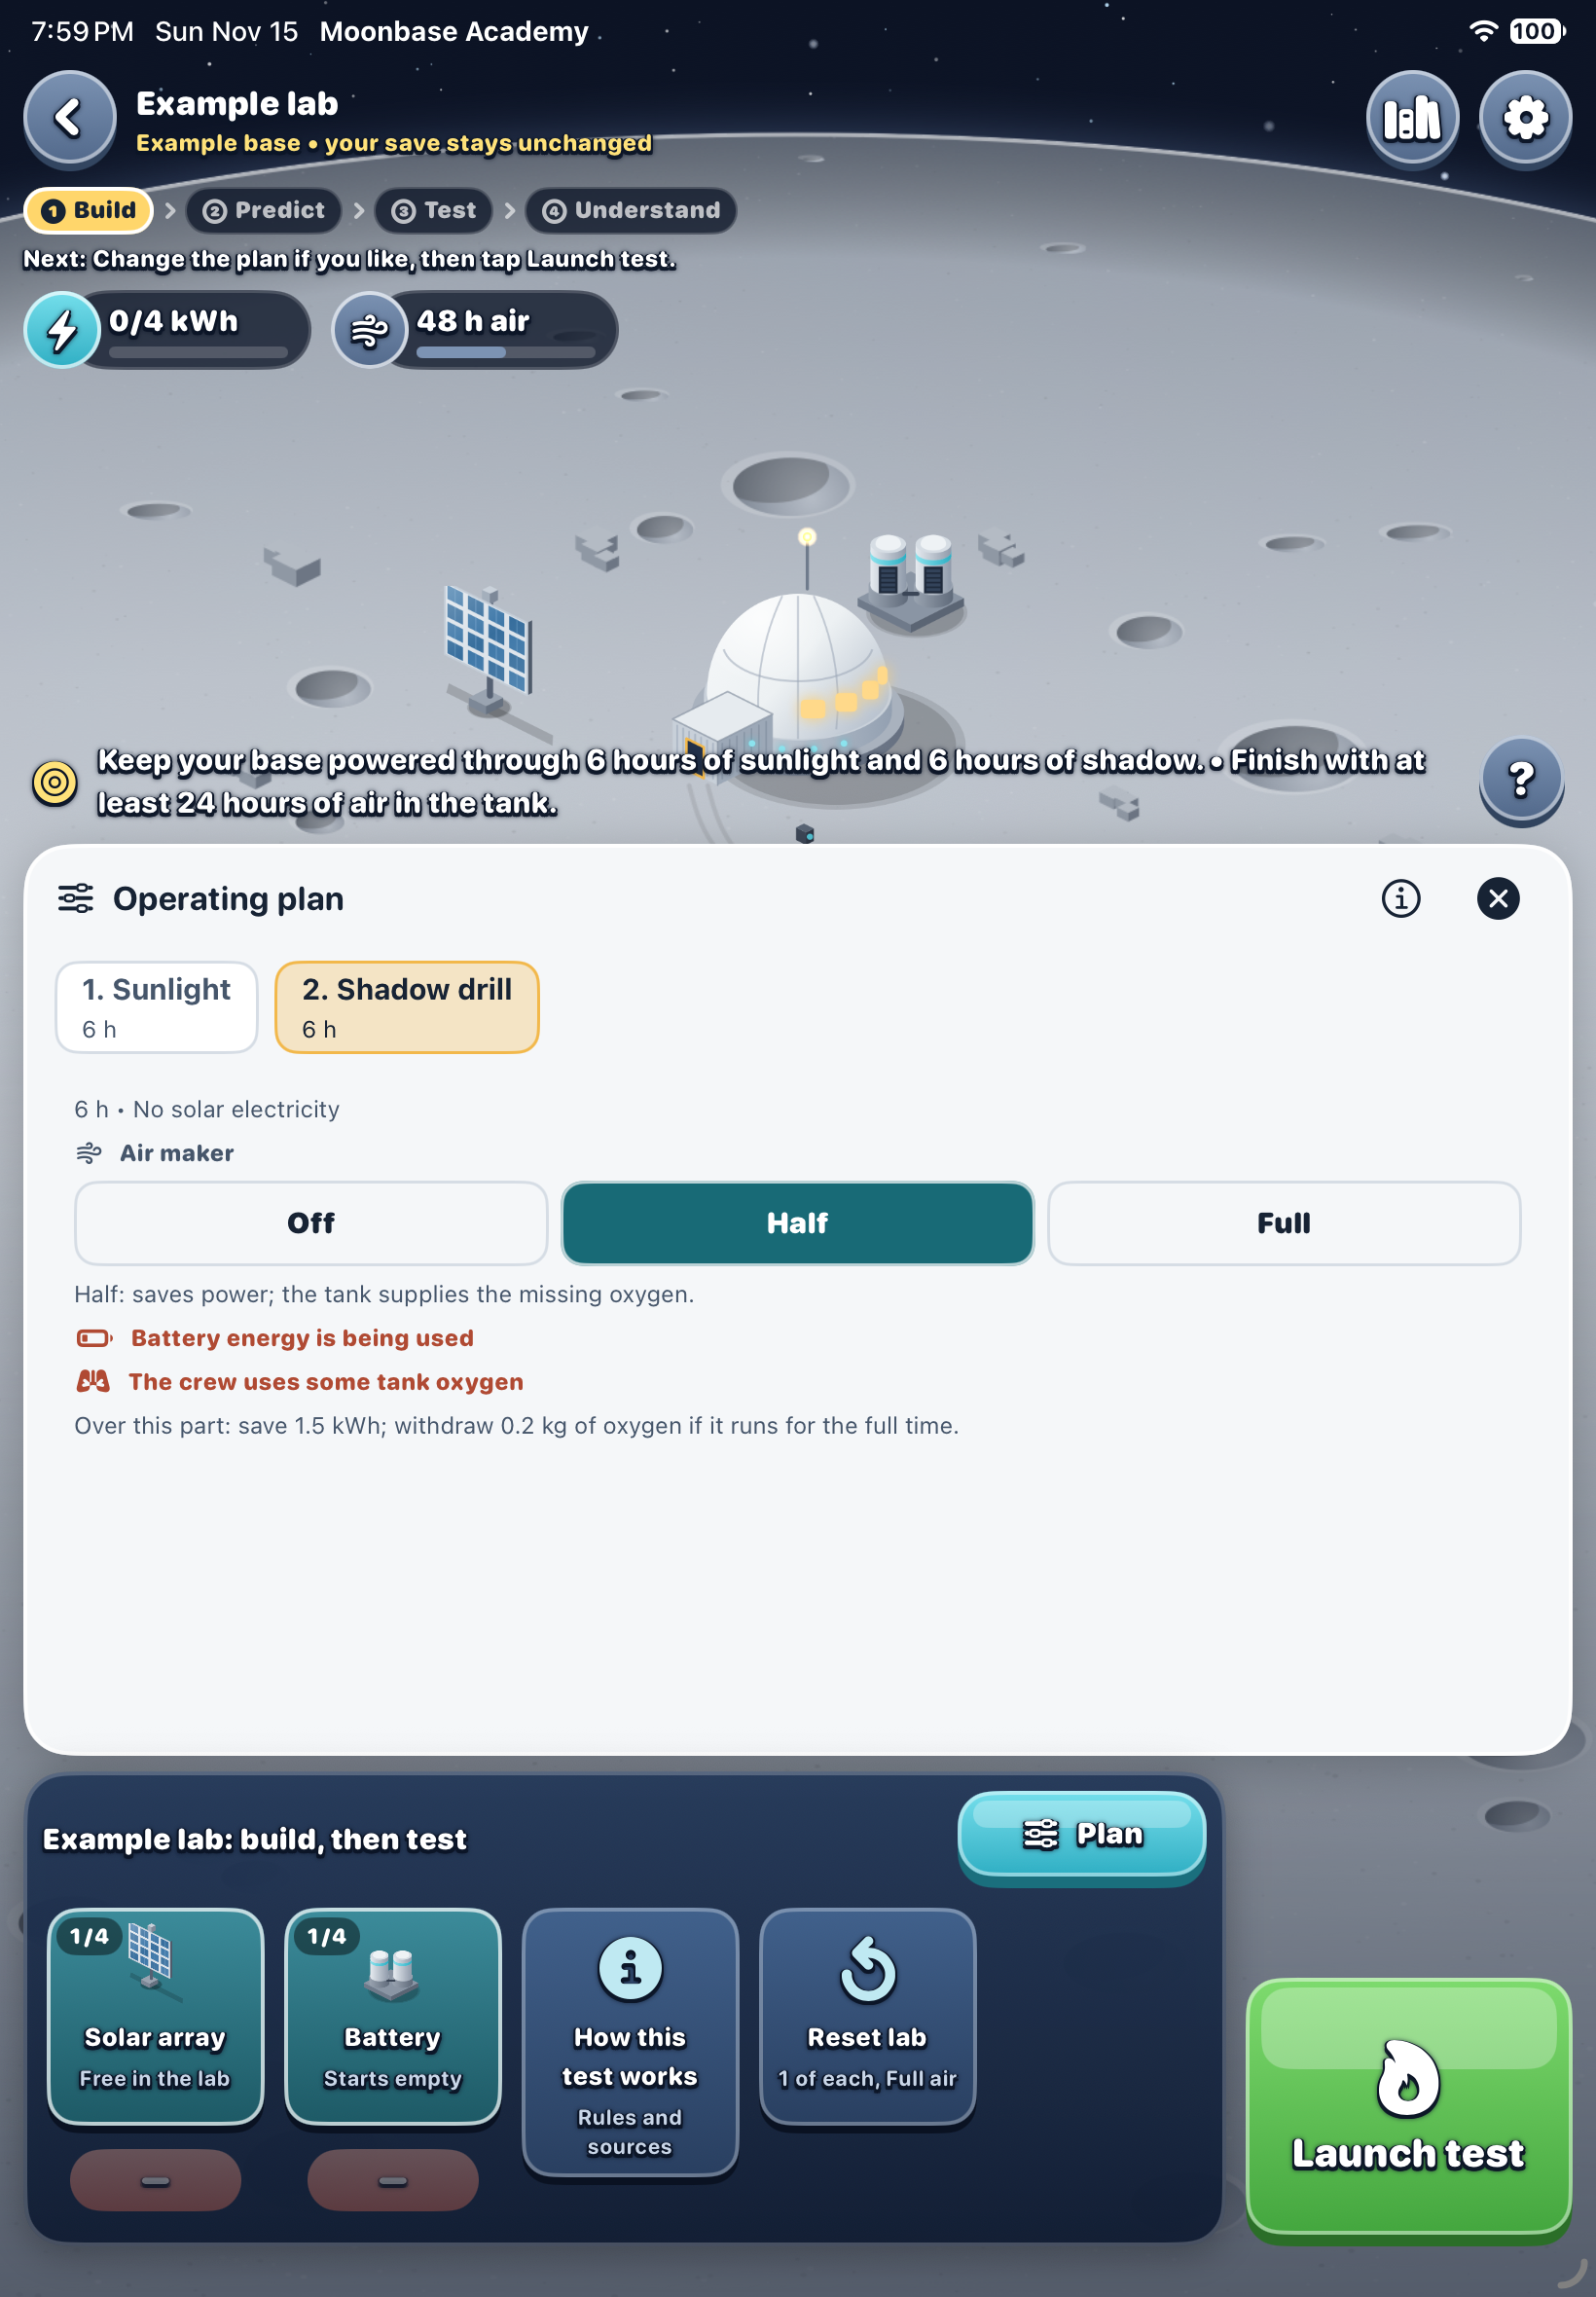 7:59 PM Sun Nov 15 Moonbase Academy
100
Example lab
Example base • your save stays unchanged
1 Build
2 Predict
3 Test
4 Understand
Next: Change the plan if you like, then tap Launch test.
0/4 kWh
48 h air
Keep your base powered through 6 hours of sunlight and 6 hours of shadow. • Finish with at
least 24 hours of air in the tank.
?
Operating plan
1. Sunlight
6 h
2. Shadow drill
6 h
6 h • No solar electricity
Air maker
Off
Half
Full
Half: saves power; the tank supplies the missing oxygen.
Battery energy is being used
The crew uses some tank oxygen
Over this part: save 1.5 kWh; withdraw 0.2 kg of oxygen if it runs for the full time.
Example lab: build, then test
Plan
1/4
Solar array
Free in the lab
1/4
Battery
Starts empty
How this
test works
Rules and
sources
Reset lab
1 of each, Full air
Launch test